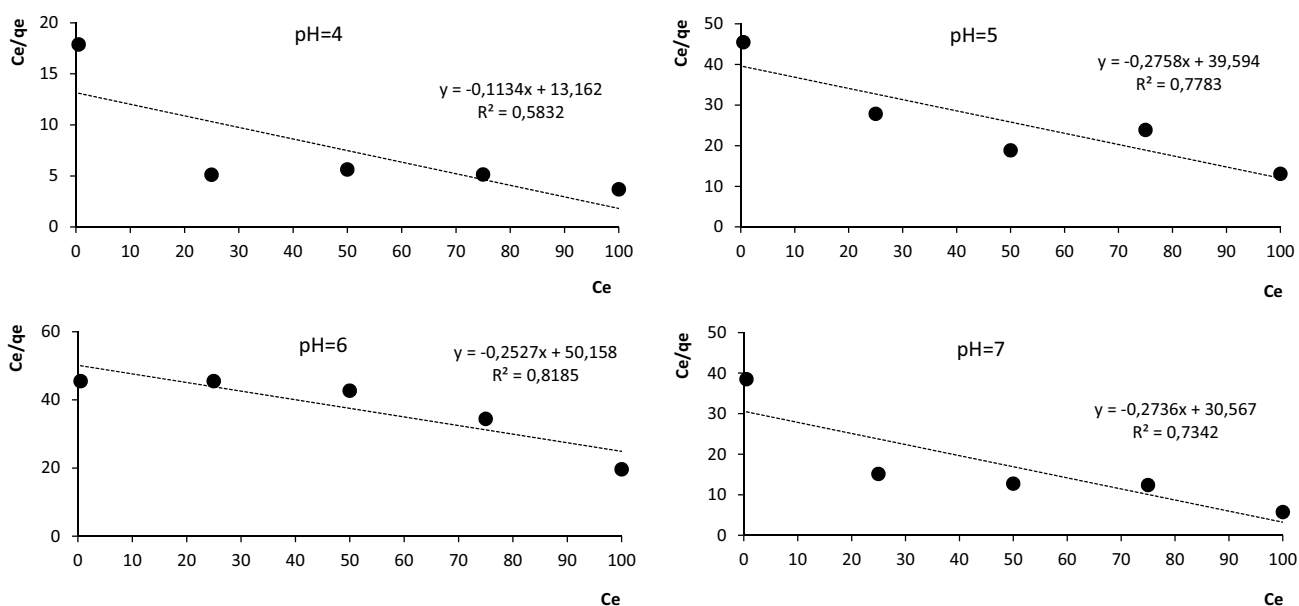 Ce/qe
pH=4
y = -0,1134x + 13,162
R² = 0,5832
20
15
10
5
0
0 10 20 30 40 50 60 70 80 90 100
Ce
Ce/qe
pH=5
y = -0,2758x + 39,594
R² = 0,7783
50
40
30
20
10
0
0 10 20 30 40 50 60 70 80 90 100
Ce
Ce/qe
pH=6
y = -0,2527x + 50,158
R² = 0,8185
60
40
20
0
0 10 20 30 40 50 60 70 80 90 100
Ce
Ce/qe
pH=7
y = -0,2736x + 30,567
R² = 0,7342
50
40
30
20
10
0
0 10 20 30 40 50 60 70 80 90 100
Ce